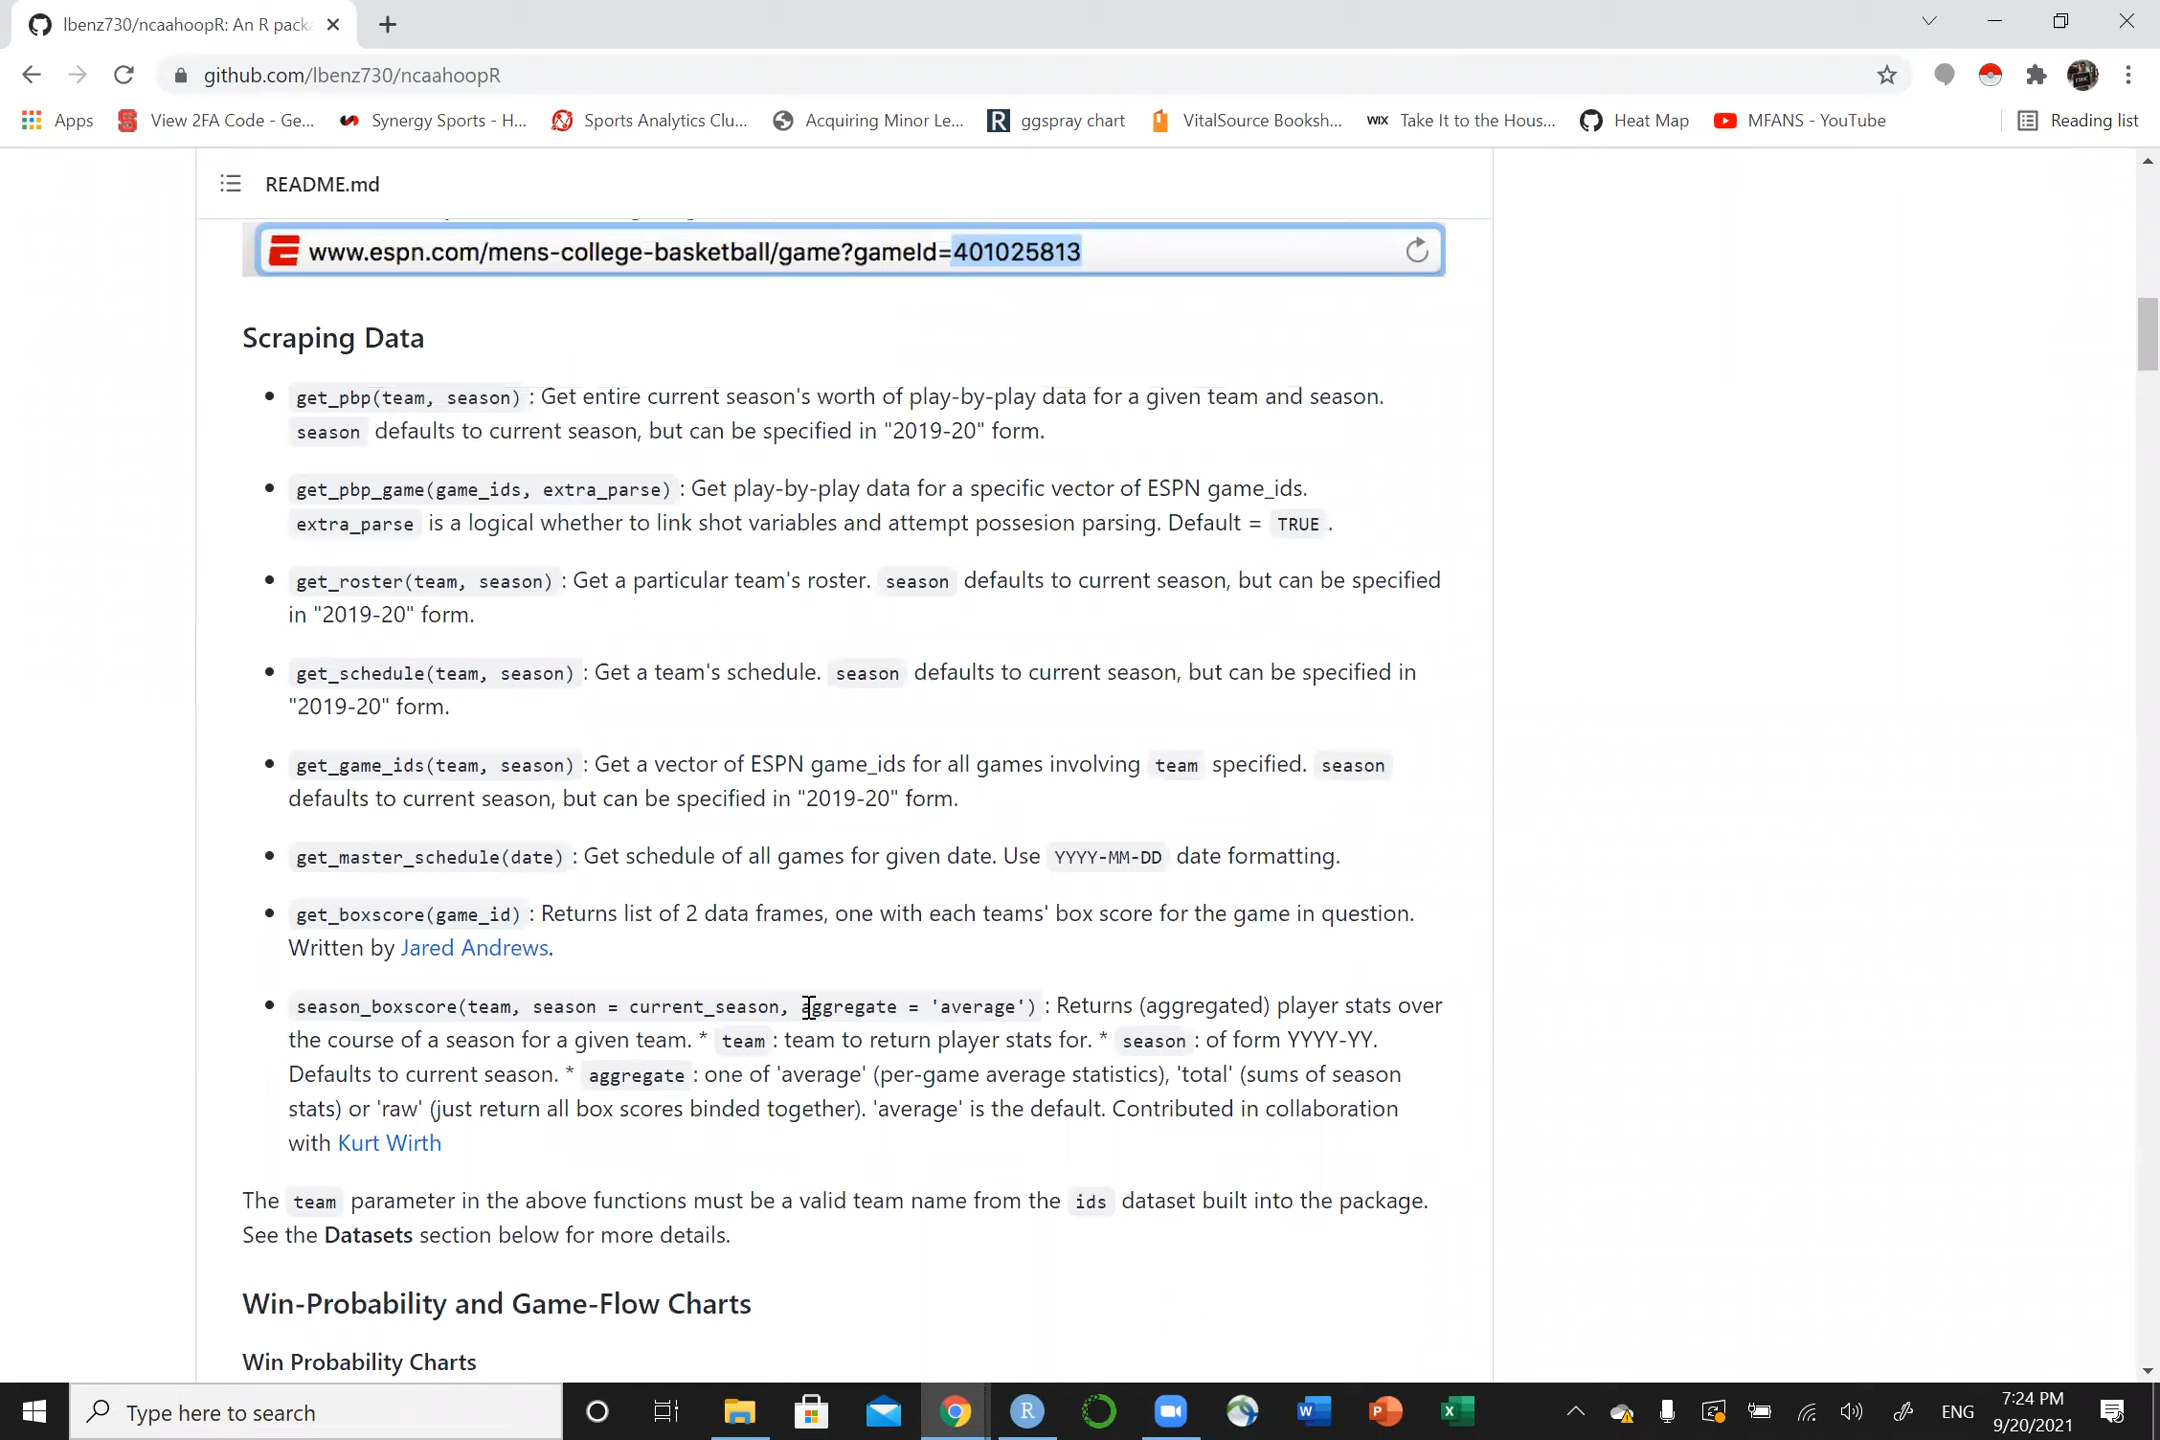 lbenz730/ncaahoopR: An R packa
github.com/lbenz730/ncaahoopR
Apps View 2FA Code - Ge... Synergy Sports - H... Sports Analytics Clu... Acquiring Minor Le... ggspray chart VitalSource Booksh... WIX Take It to the Hous... Heat Map MFANS - YouTube Reading list
README.md
www.espn.com/mens-college-basketball/game?gameId=401025813
Scraping Data
• get_pbp(team, season) : Get entire current season's worth of play-by-play data for a given team and season.
season defaults to current season, but can be specified in "2019-20" form.
• get_pbp_game(game_ids, extra_parse) : Get play-by-play data for a specific vector of ESPN game_ids.
extra_parse is a logical whether to link shot variables and attempt possesion parsing. Default = TRUE .
• get_roster(team, season) : Get a particular team's roster. season defaults to current season, but can be specified
in "2019-20" form.
• get_schedule(team, season) : Get a team's schedule. season defaults to current season, but can be specified in
"2019-20" form.
• get_game_ids(team, season) : Get a vector of ESPN game_ids for all games involving team specified. season
defaults to current season, but can be specified in "2019-20" form.
• get_master_schedule(date) : Get schedule of all games for given date. Use YYYY-MM-DD date formatting.
• get_boxscore(game_id) : Returns list of 2 data frames, one with each teams' box score for the game in question.
Written by Jared Andrews.
• season_boxscore(team, season = current_season, aggregate = 'average') : Returns (aggregated) player stats over
the course of a season for a given team. * team : team to return player stats for. * season : of form YYYY-YY.
Defaults to current season. * aggregate : one of 'average' (per-game average statistics), 'total' (sums of season
stats) or 'raw' (just return all box scores binded together). 'average' is the default. Contributed in collaboration
with Kurt Wirth
The team parameter in the above functions must be a valid team name from the ids dataset built into the package.
See the Datasets section below for more details.
Win-Probability and Game-Flow Charts
Win Probability Charts
Type here to search
ENG
7:24 PM
9/20/2021